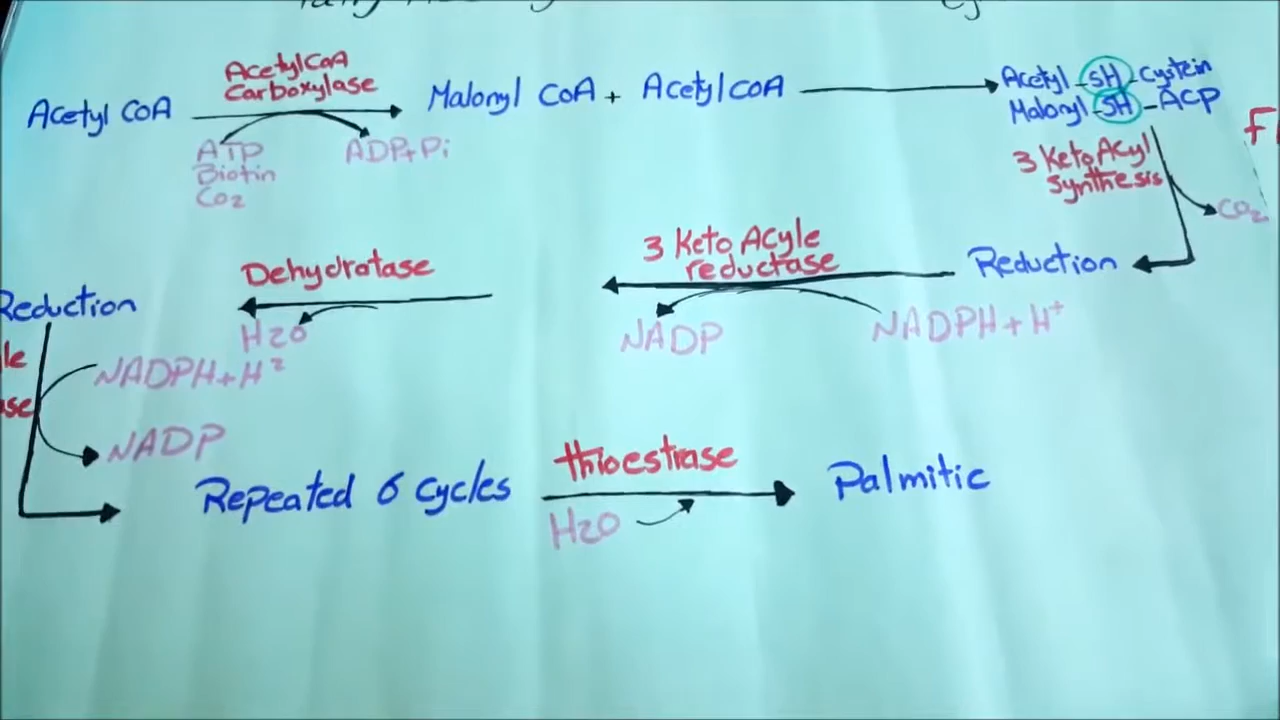 Acetyl CoA
Acetyl CoA
Carboxylase
ATP
Biotin
Co2
ADP+Pi
Malonyl CoA + Acetyl COA
Acetyl-SH-Cystein
Malonyl-SH-ACP
3 Keto Acyl
Synthesis
CO2
Reduction
3 Keto Acyle
reductase
NADPH+H+
NADP
Dehydratase
H2O
Reduction
NADPH+H2
NADP
Repeated 6 cycles
thioestrase
H2O
Palmitic